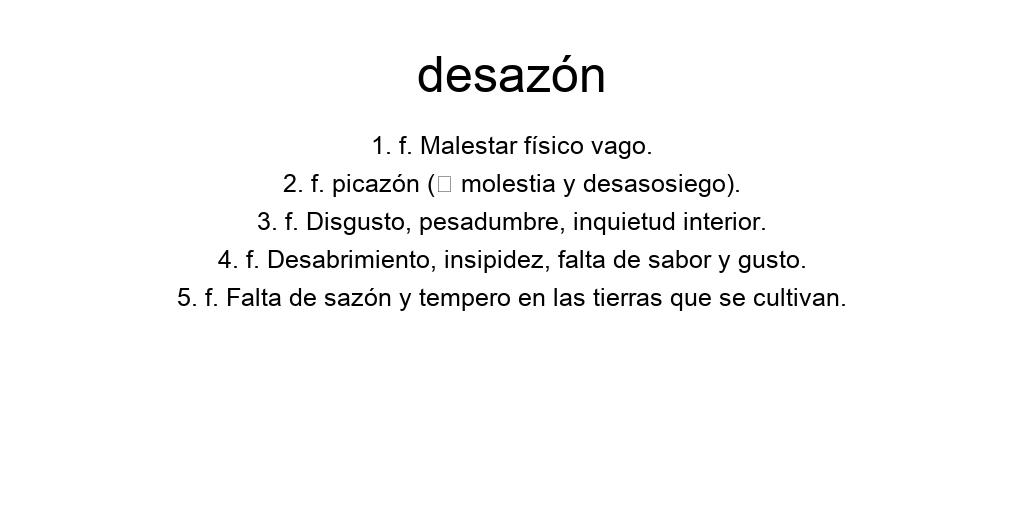 desazón
1. f. Malestar físico vago.
2. f. picazón (□ molestia y desasosiego).
3. f. Disgusto, pesadumbre, inquietud interior.
4. f. Desabrimiento, insipidez, falta de sabor y gusto.
5. f. Falta de sazón y tempero en las tierras que se cultivan.